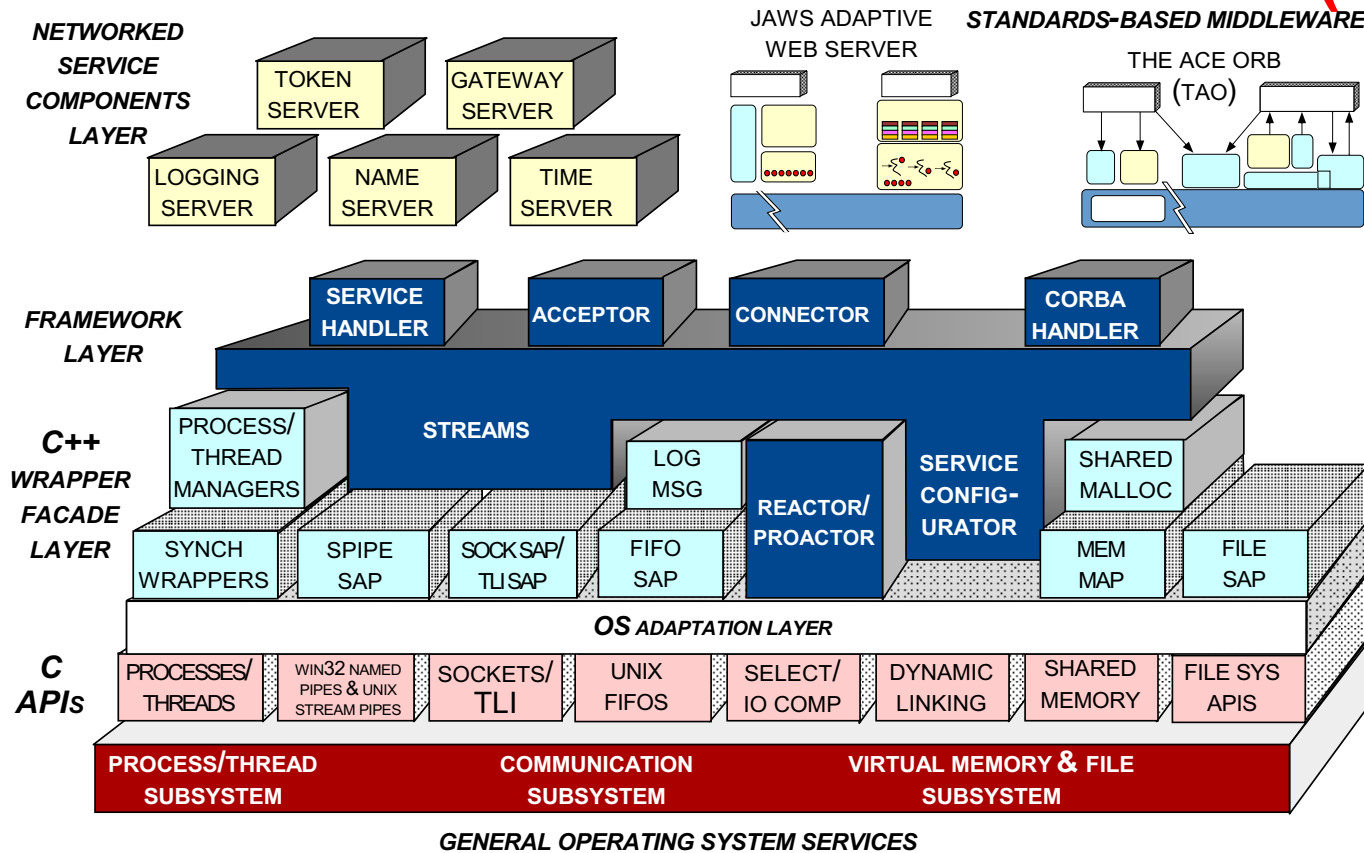 NETWORKED
SERVICE
COMPONENTS
LAYER
TOKEN
SERVER
GATEWAY
SERVER
LOGGING
SERVER
NAME
SERVER
TIME
SERVER
JAWS ADAPTIVE
WEB SERVER
STANDARDS-BASED MIDDLEWARE
THE ACE ORB
(TAO)
FRAMEWORK
LAYER
SERVICE
HANDLER
ACCEPTOR
CONNECTOR
CORBA
HANDLER
STREAMS
SERVICE
CONFIG-
URATOR
REACTOR/
PROACTOR
C++
WRAPPER
FACADE
LAYER
PROCESS/
THREAD
MANAGERS
LOG
MSG
SHARED
MALLOC
SYNCH
WRAPPERS
SPIPE
SAP
SOCK SAP/
TLI SAP
FIFO
SAP
MEM
MAP
FILE
SAP
OS ADAPTATION LAYER
C
APIs
PROCESSES/
THREADS
WIN32 NAMED
PIPES & UNIX
STREAM PIPES
SOCKETS/
TLI
UNIX
FIFOS
SELECT/
IO COMP
DYNAMIC
LINKING
SHARED
MEMORY
FILE SYS
APIS
PROCESS/THREAD
SUBSYSTEM
COMMUNICATION
SUBSYSTEM
VIRTUAL MEMORY & FILE
SUBSYSTEM
GENERAL OPERATING SYSTEM SERVICES